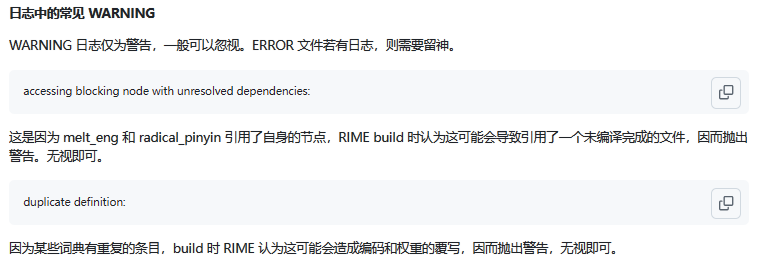 日志中的常见 WARNING
WARNING 日志仅为警告，一般可以忽视。ERROR 文件若有日志，则需要留神。
accessing blocking node with unresolved dependencies:
这是因为 melt_eng 和 radical_pinyin 引用了自身的节点，RIME build 时认为这可能会导致引用了一个未编译完成的文件，因而抛出
警告。无视即可。
duplicate definition:
因为某些词典有重复的条目，build 时 RIME 认为这可能会造成编码和权重的覆写，因而抛出警告，无视即可。